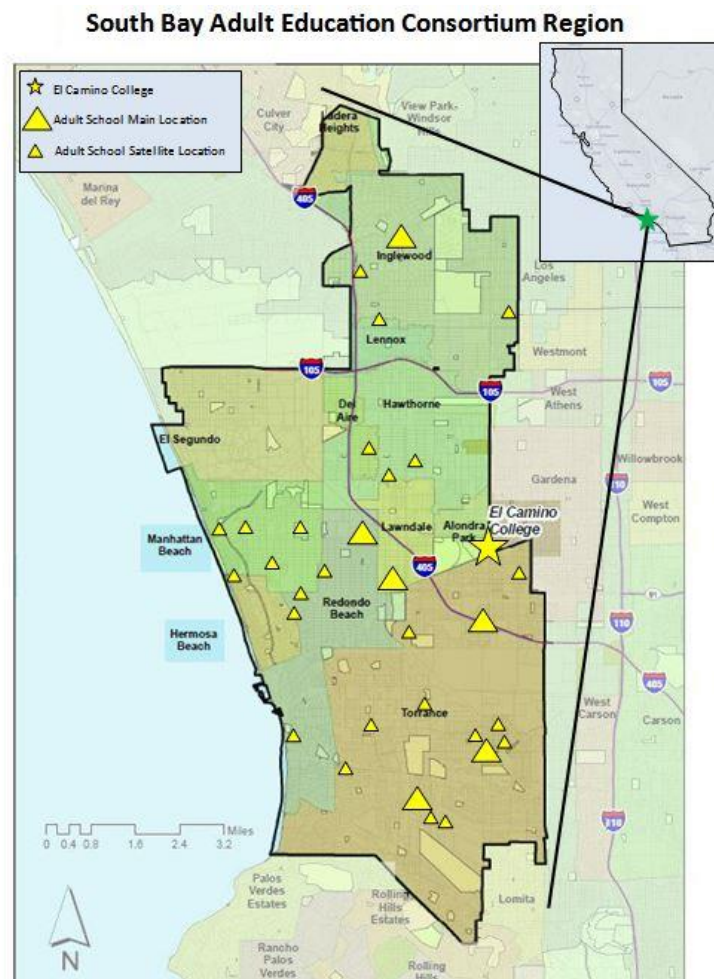 South Bay Adult Education Consortium Region
El Camino College
Adult School Main Location
Adult School Satellite Location
Culver
City
View Park-
Windsor
Hills
Ladera
Heights
Marina
del Rey
405
Inglewood
Los
Angeles
Lennox
Westmont
105
105
105
West
Athens
Del
Aire
Hawthorne
El Segundo
Willowbrook
110
Gardena
West
Compton
El Camino
College
Lawndale
Alondra
Park
Manhattan
Beach
405
Redondo
Beach
91
Hermosa
Beach
110
405
West
Carson
Carson
Torrance
Miles
0 0.4 0.8 1.6 2.4 3.2
Palos
Verdes
Estates
Rolling
Hills
Estates
Lomita
N
Rancho
Palos
Verdes
Rolling
Hills